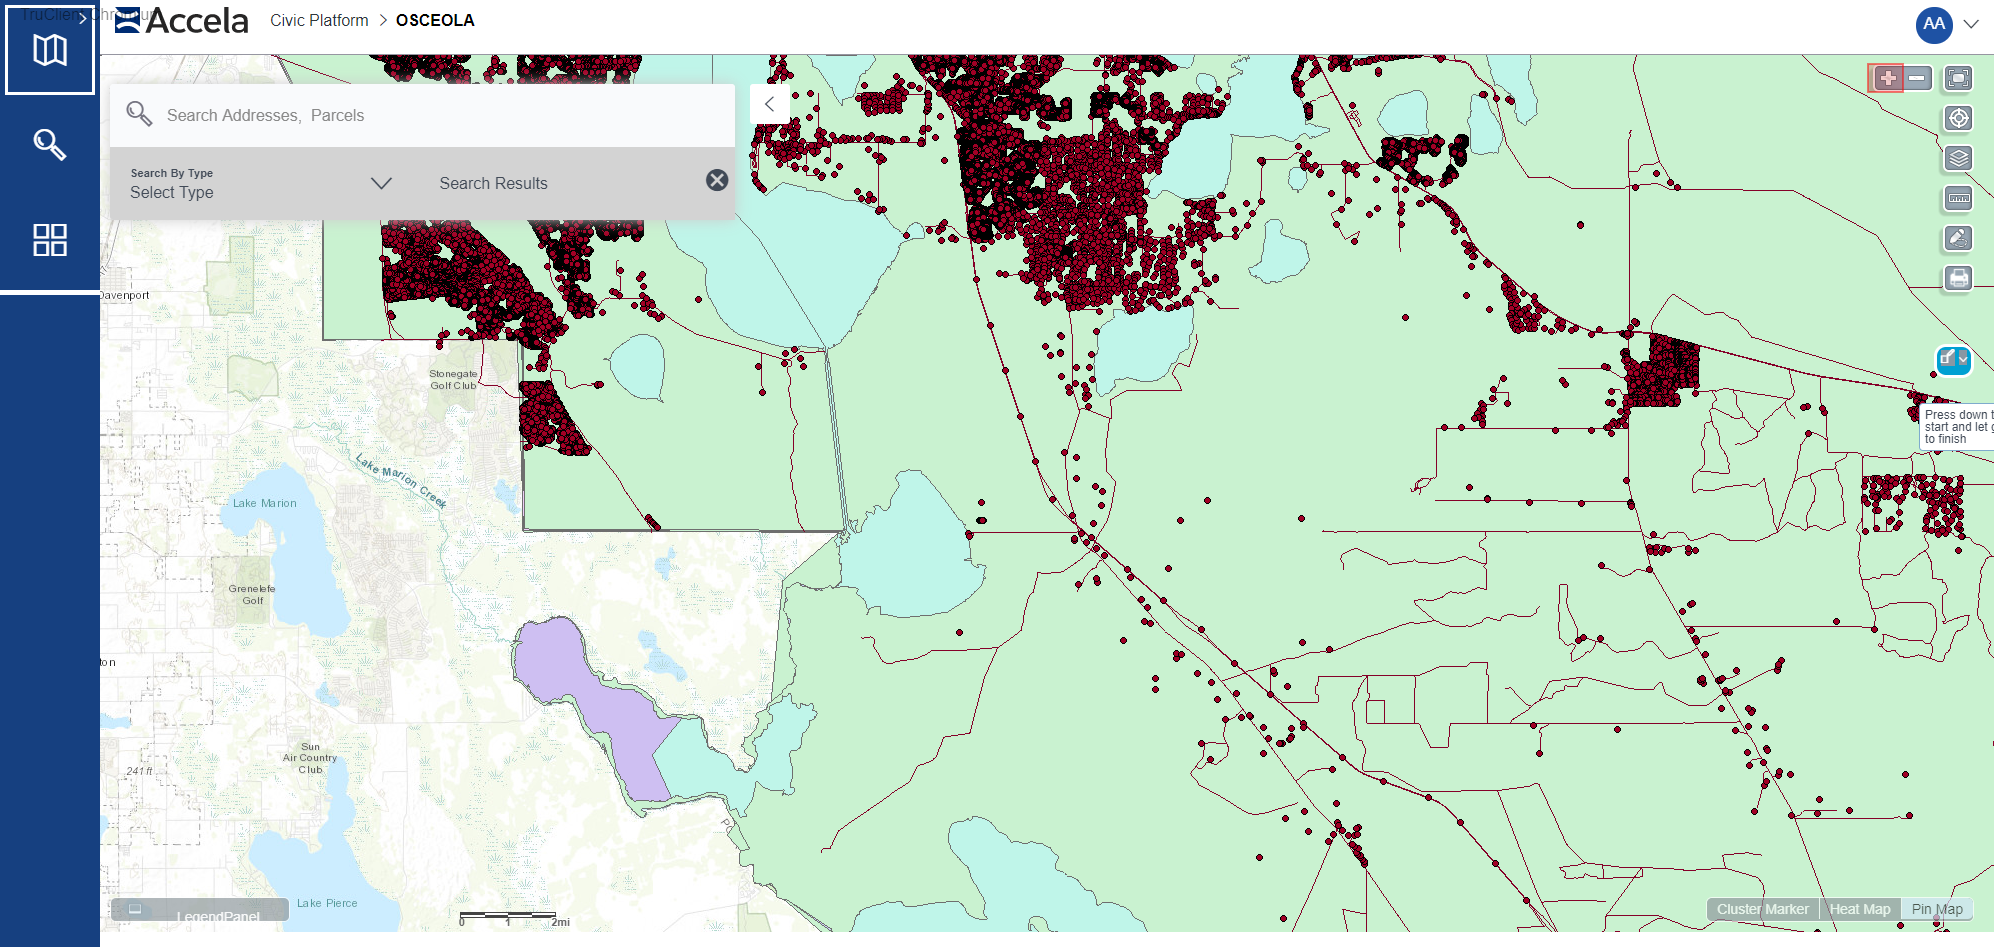 TruClient Chromium
Accela
Civic Platform > OSCEOLA
AA
Search Addresses, Parcels
Search By Type
Select Type
Search Results
Davenport
Stonegate
Golf Club
Lake Marion Creek
Lake Marion
Grenelefe
Golf
ton
Sun
Air Country
Club
241 ft
Lake Pierce
LegendPanel
0 1 2mi
Press down t
start and let g
to finish
Cluster Marker
Heat Map
Pin Map